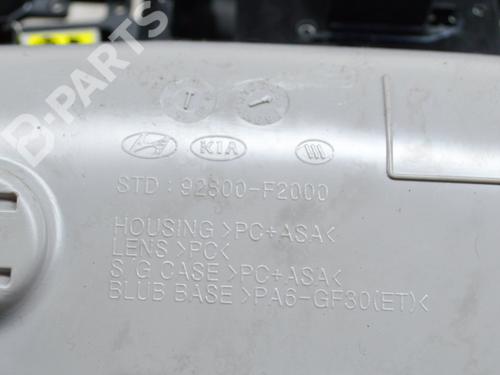 KIA
STD : 92800-F2000
HOUSING >PC+ASA<
LENS >PC<
S/G CASE >PC+ASA<
BLUB BASE >PA6-GF30(ET)<
B-PARTS